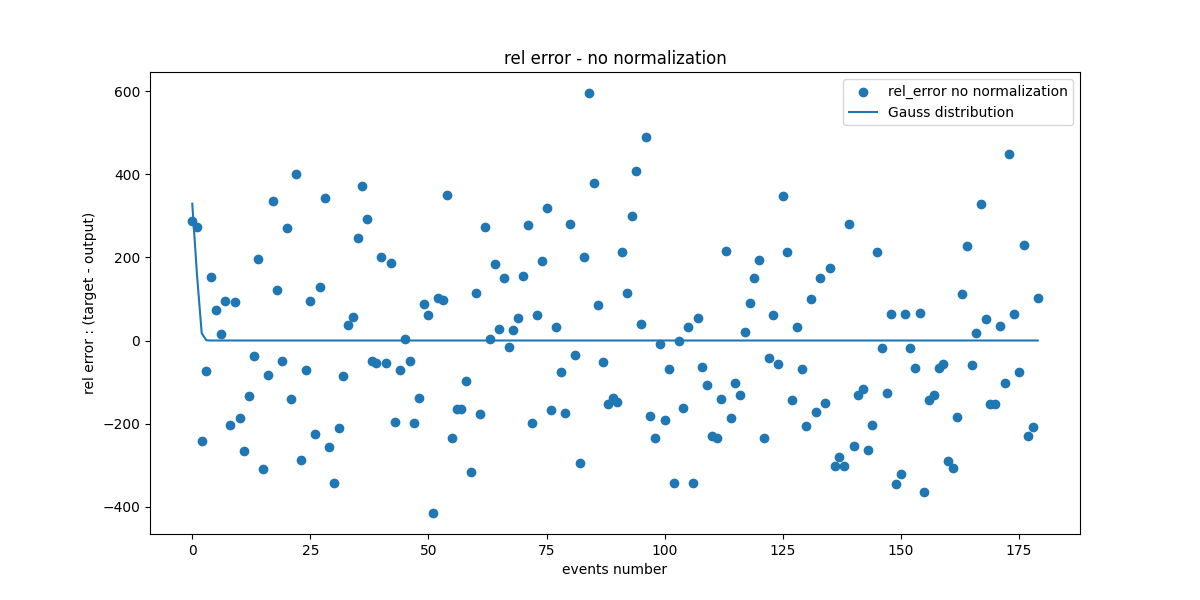 rel error - no normalization
rel_error no normalization
Gauss distribution
600
400
200
0
−200
−400
rel error : (target - output)
0 25 50 75 100 125 150 175
events number